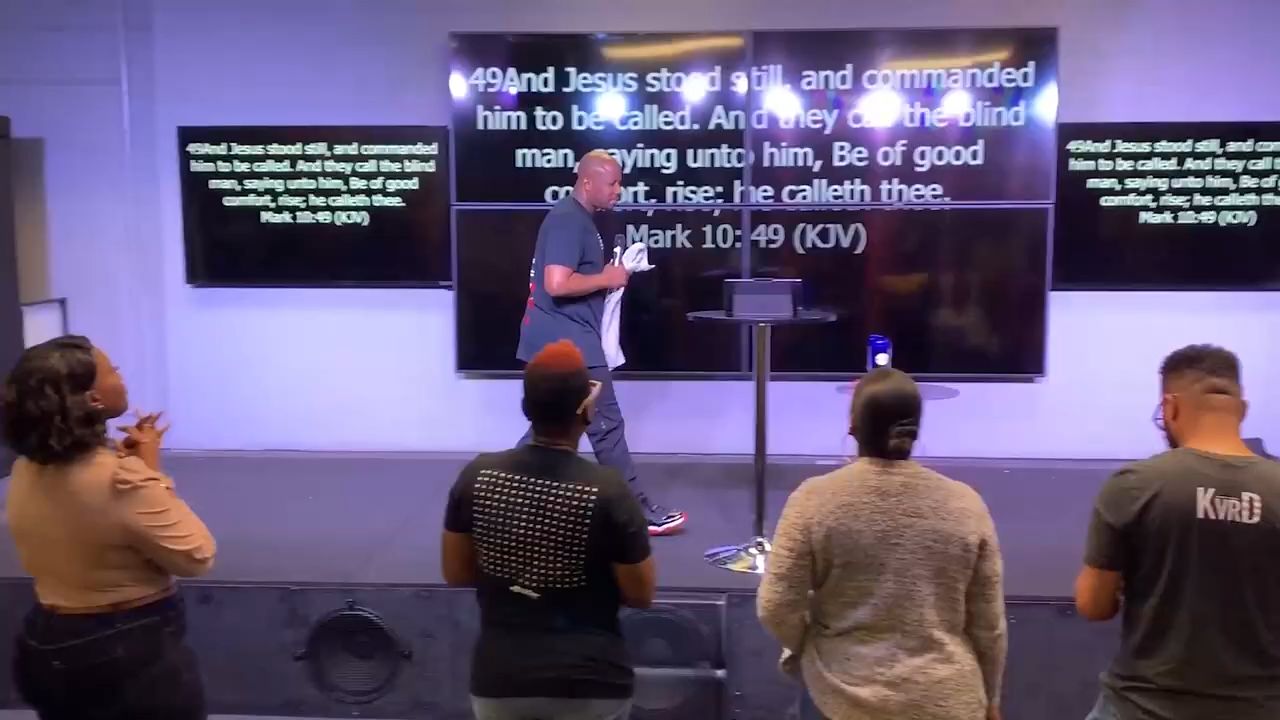 49And Jesus stood still, and commanded
him to be called. And they call the blind
man, saying unto him, Be of good
comfort, rise; he calleth thee.
Mark 10:49 (KJV)
49And Jesus stood still, and commanded
him to be called. And they call the blind
man, saying unto him, Be of good
comfort, rise; he calleth thee.
Mark 10:49 (KJV)
49And Jesus stood still, and con
him to be called. And they call t
man, saying unto him, Be of
comfort, rise; he calleth the
Mark 10:49 (KJV)
KVRD